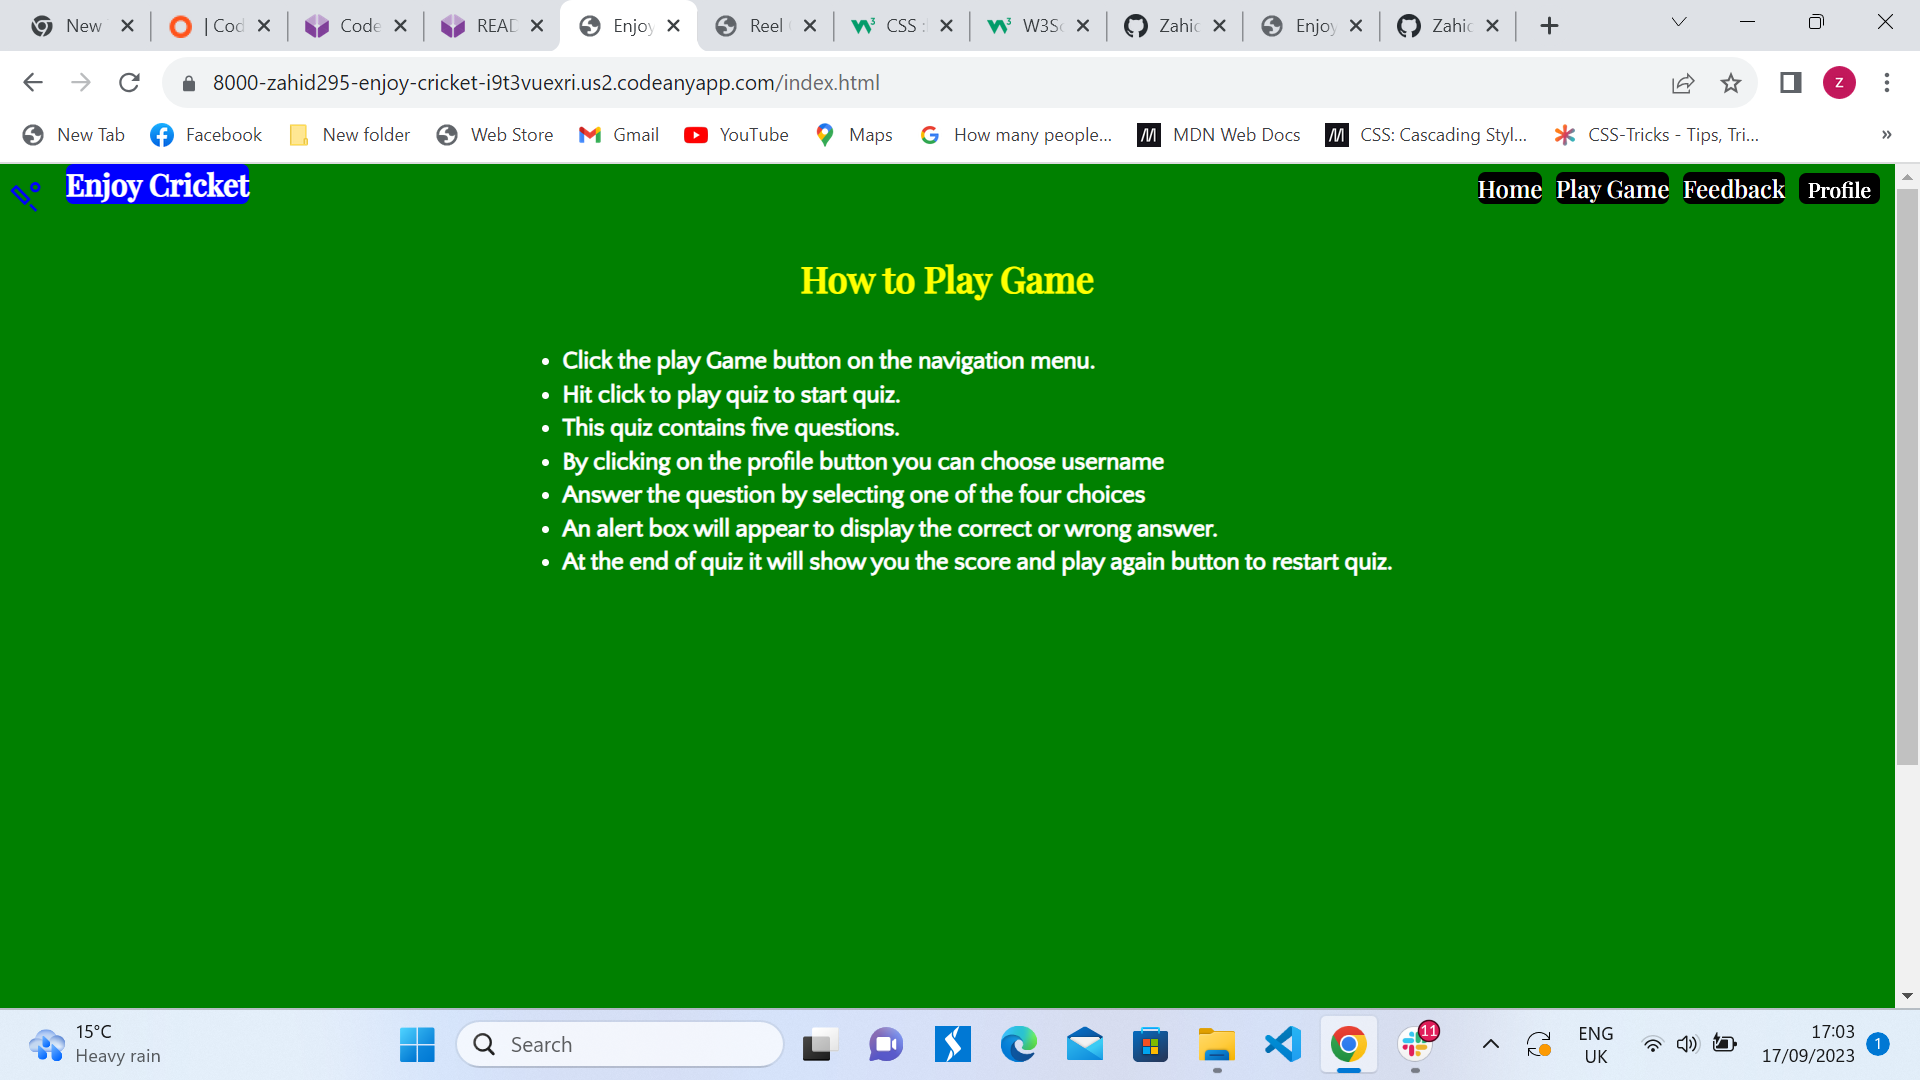 New
| Cod
Code
READ
Enjoy
Reel
CSS :
W3Sc
Zahid
Enjoy
Zahid
8000-zahid295-enjoy-cricket-i9t3vuexri.us2.codeanyapp.com/index.html
Z
New Tab
Facebook
New folder
Web Store
Gmail
YouTube
Maps
How many people...
MDN Web Docs
CSS: Cascading Styl...
CSS-Tricks - Tips, Tri...
»
Enjoy Cricket
Home
Play Game
Feedback
Profile
How to Play Game
• Click the play Game button on the navigation menu.
• Hit click to play quiz to start quiz.
• This quiz contains five questions.
• By clicking on the profile button you can choose username
• Answer the question by selecting one of the four choices
• An alert box will appear to display the correct or wrong answer.
• At the end of quiz it will show you the score and play again button to restart quiz.
15°C
Heavy rain
Search
11
ENG
UK
17:03
17/09/2023
1